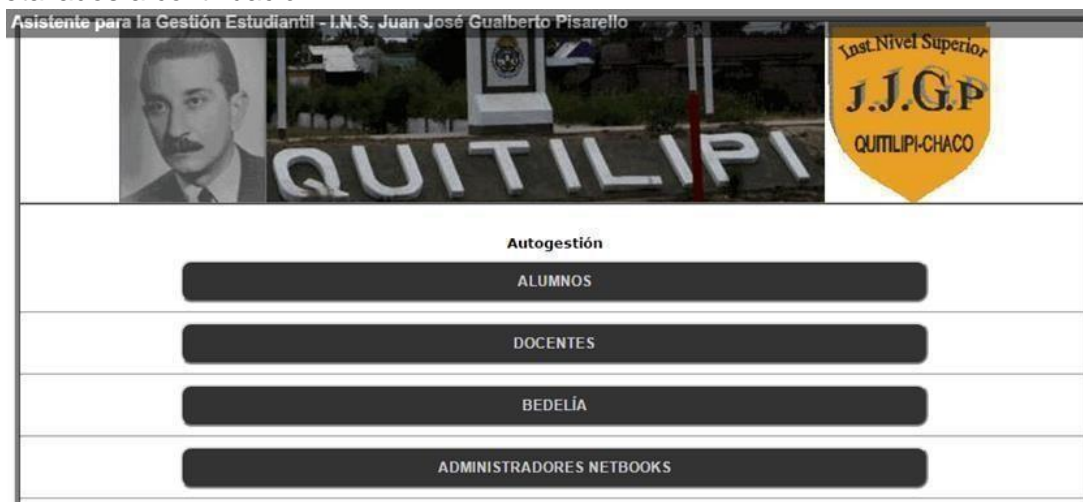 Asistente para la Gestión Estudiantil - I.N.S. Juan José Gualberto Pisarello
Inst.Nivel Superior
J.J.G.P
QUITILIPI-CHACO
QUITILIPI
Autogestión
ALUMNOS
DOCENTES
BEDELÍA
ADMINISTRADORES NETBOOKS